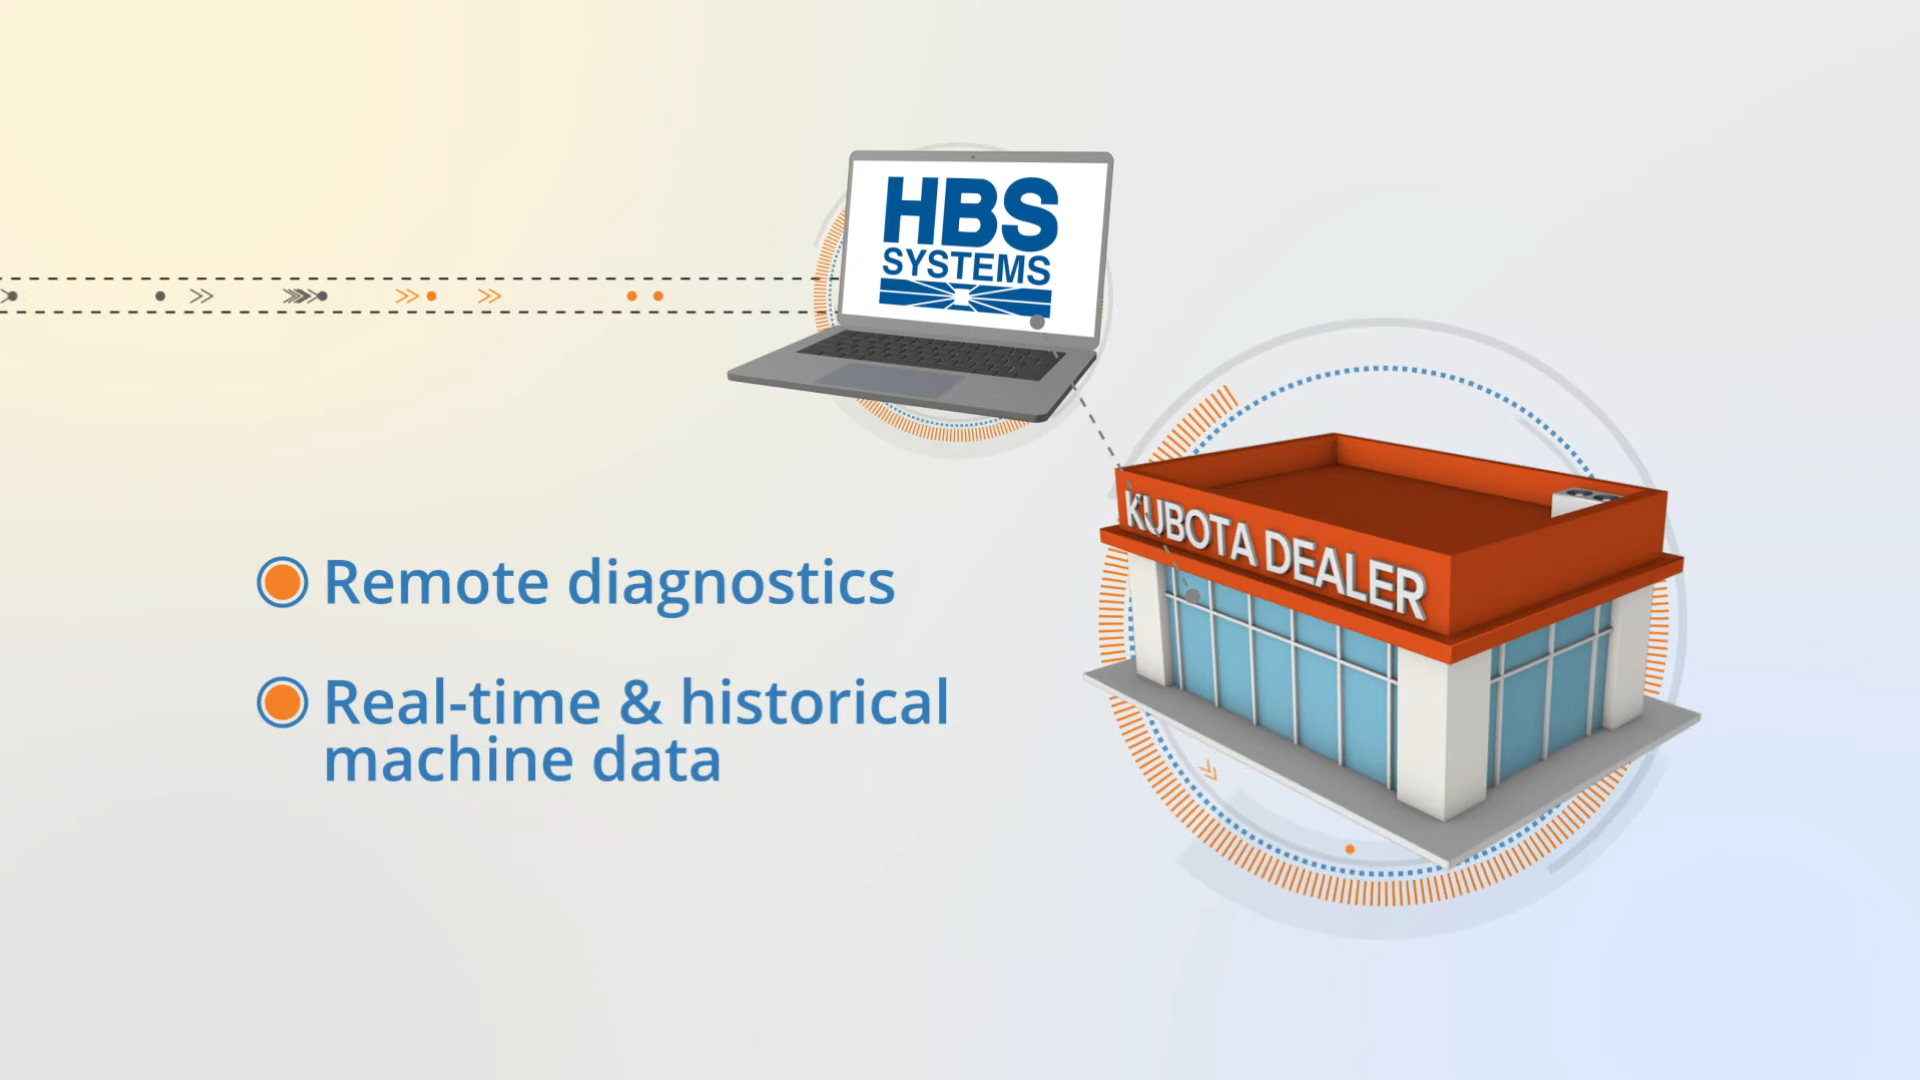 HBS
SYSTEMS
KUBOTA DEALER
Remote diagnostics
Real-time & historical
machine data